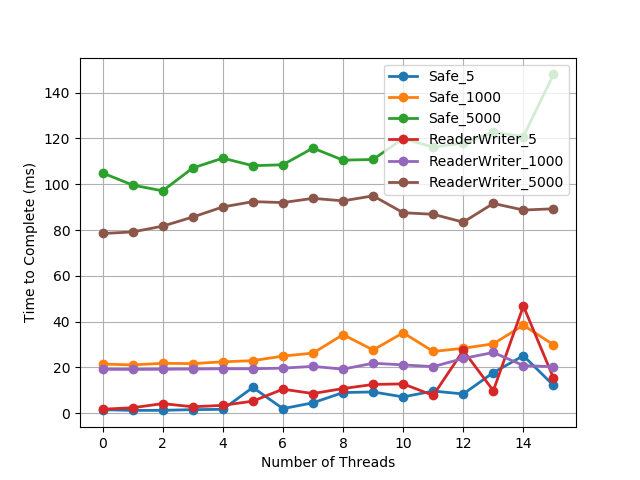 Safe_5
Safe_1000
Safe_5000
ReaderWriter_5
ReaderWriter_1000
ReaderWriter_5000
Time to Complete (ms)
140
120
100
80
60
40
20
0
0 2 4 6 8 10 12 14
Number of Threads